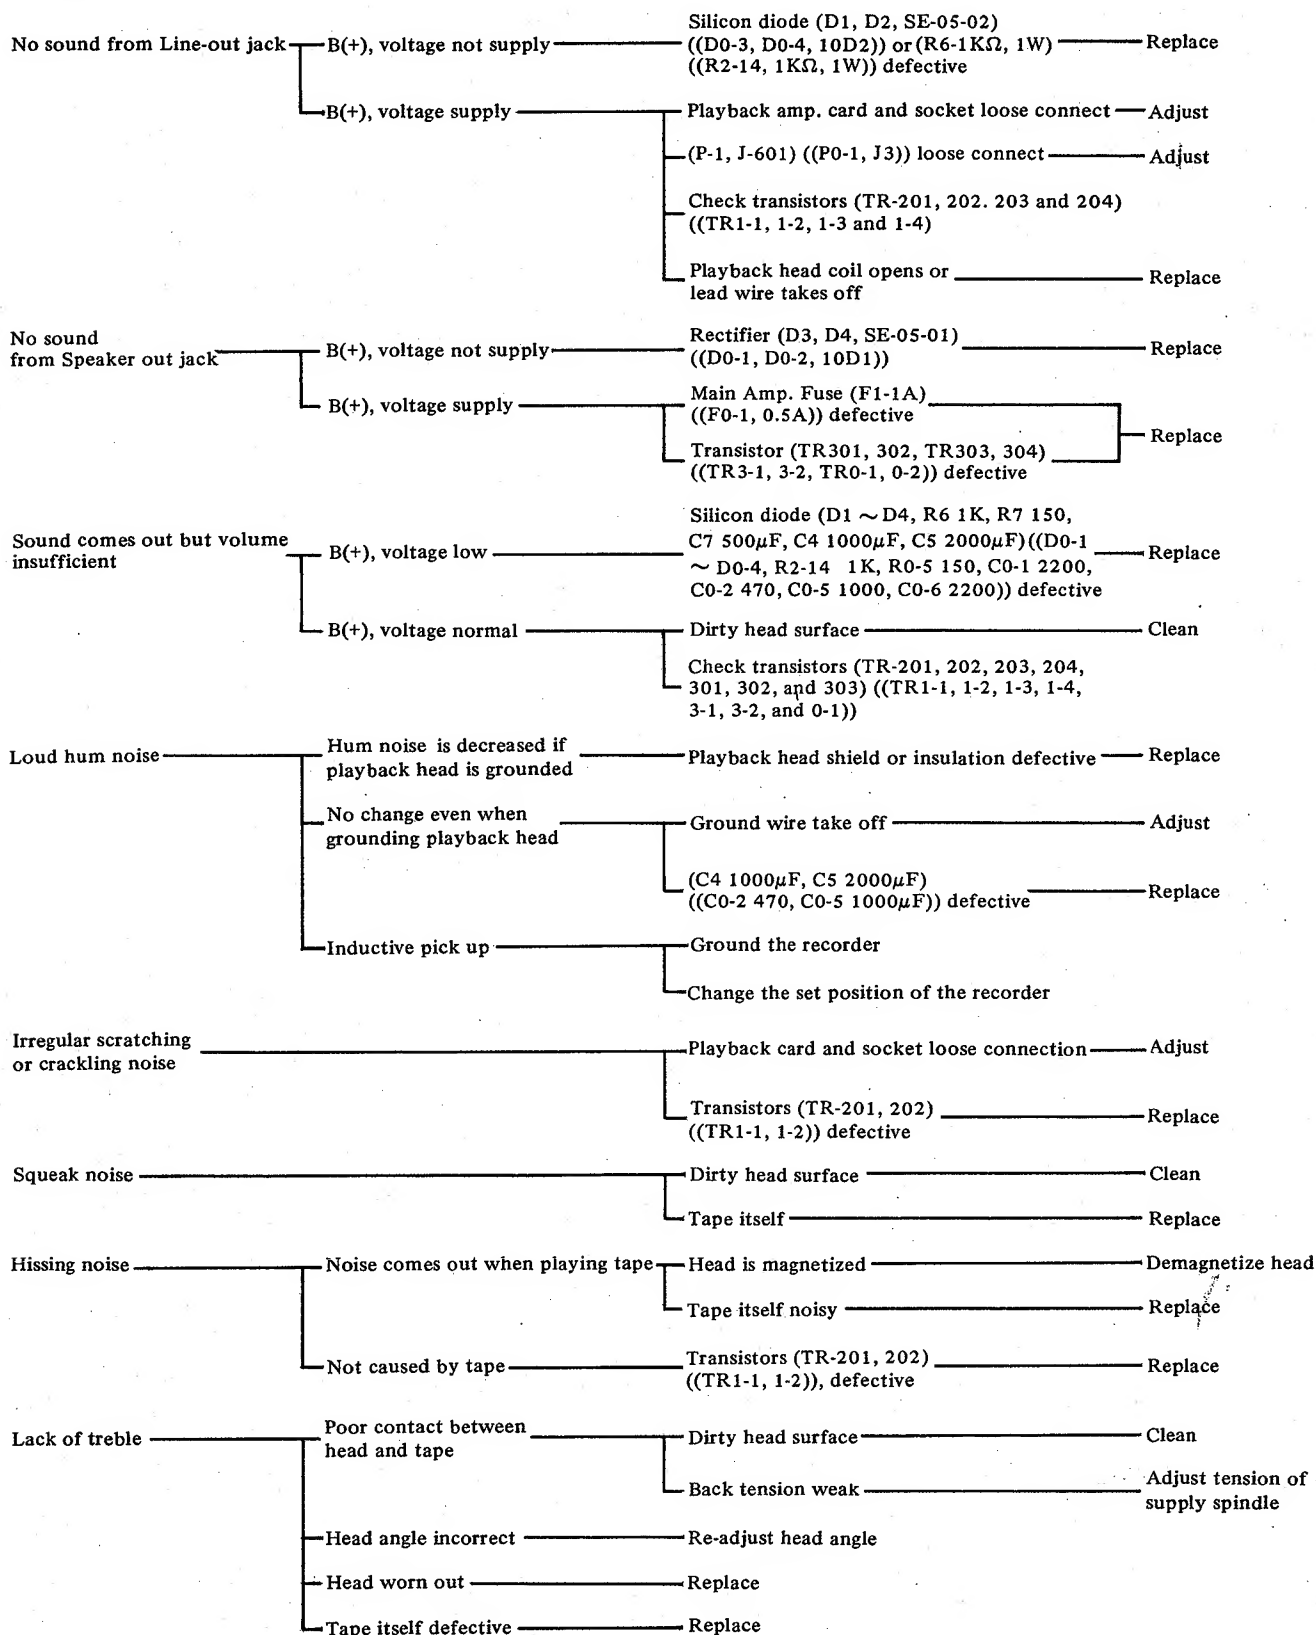 No sound from Line-out jack
B(+), voltage not supply
Silicon diode (D1, D2, SE-05-02)
((D0-3, D0-4, 10D2)) or (R6-1KΩ, 1W)
((R2-14, 1KΩ, 1W)) defective
Replace
B(+), voltage supply
Playback amp. card and socket loose connect
Adjust
(P-1, J-601) ((P0-1, J3)) loose connect
Adjust
Check transistors (TR-201, 202. 203 and 204)
((TR1-1, 1-2, 1-3 and 1-4)
Playback head coil opens or
lead wire takes off
Replace
No sound
from Speaker out jack
B(+), voltage not supply
Rectifier (D3, D4, SE-05-01)
((D0-1, D0-2, 10D1))
Replace
B(+), voltage supply
Main Amp. Fuse (F1-1A)
((F0-1, 0.5A)) defective
Transistor (TR301, 302, TR303, 304)
((TR3-1, 3-2, TR0-1, 0-2)) defective
Replace
Sound comes out but volume
insufficient
B(+), voltage low
Silicon diode (D1 ~ D4, R6 1K, R7 150,
C7 500μF, C4 1000μF, C5 2000μF)((D0-1
~ D0-4, R2-14 1K, R0-5 150, C0-1 2200,
C0-2 470, C0-5 1000, C0-6 2200)) defective
Replace
B(+), voltage normal
Dirty head surface
Clean
Check transistors (TR-201, 202, 203, 204,
301, 302, and 303) ((TR1-1, 1-2, 1-3, 1-4,
3-1, 3-2, and 0-1))
Loud hum noise
Hum noise is decreased if
playback head is grounded
Playback head shield or insulation defective
Replace
No change even when
grounding playback head
Ground wire take off
Adjust
(C4 1000μF, C5 2000μF)
((C0-2 470, C0-5 1000μF)) defective
Replace
Inductive pick up
Ground the recorder
Change the set position of the recorder
Irregular scratching
or crackling noise
Playback card and socket loose connection
Adjust
Transistors (TR-201, 202)
((TR1-1, 1-2)) defective
Replace
Squeak noise
Dirty head surface
Clean
Tape itself
Replace
Hissing noise
Noise comes out when playing tape
Head is magnetized
Demagnetize head
Tape itself noisy
Replace
Not caused by tape
Transistors (TR-201, 202)
((TR1-1, 1-2)), defective
Replace
Lack of treble
Poor contact between
head and tape
Dirty head surface
Clean
Back tension weak
Adjust tension of
supply spindle
Head angle incorrect
Re-adjust head angle
Head worn out
Replace
Tape itself defective
Replace